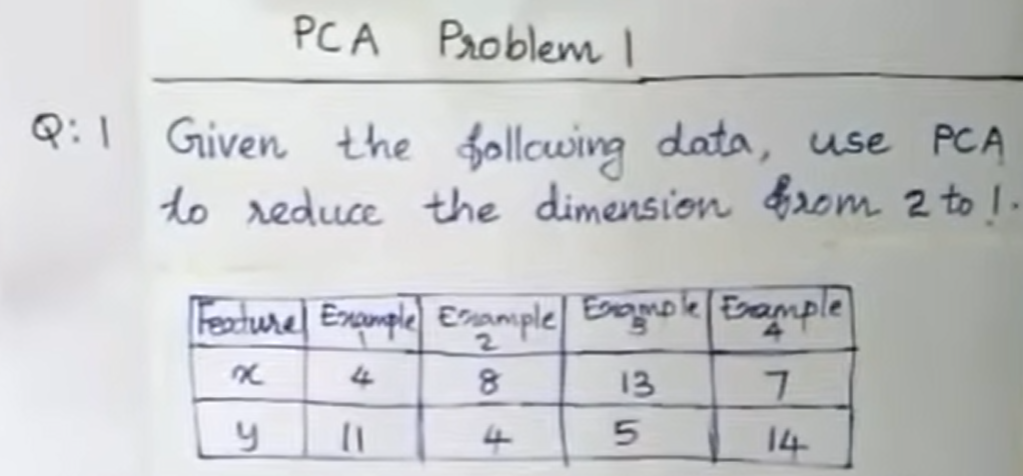 PCA Problem 1
Q: 1 Given the following data, use PCA
to reduce the dimension from 2 to 1.
Feature Example 1 Example 2 Example 3 Example 4
x 4 8 13 7
y 11 4 5 14